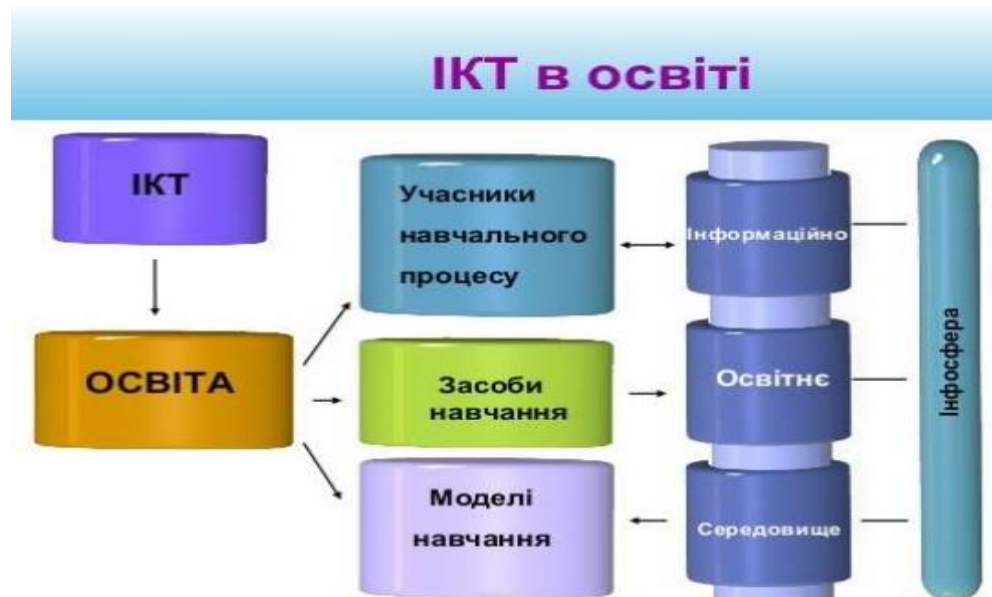 ІКТ в освіті
ІКТ
ОСВІТА
Учасники
навчального
процесу
Засоби
навчання
Моделі
навчання
Інформаційно
Освітнє
Середовище
Інфосфера